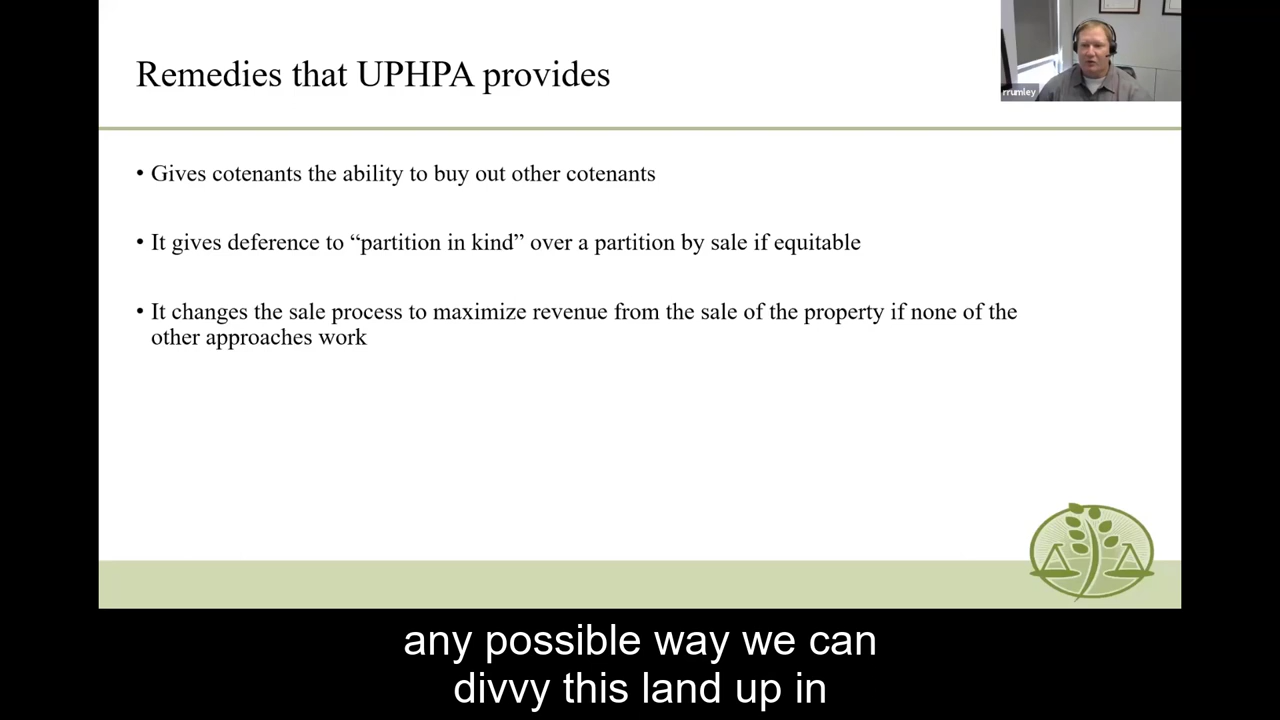 Remedies that UPHPA provides
rrumley
• Gives cotenants the ability to buy out other cotenants
• It gives deference to “partition in kind” over a partition by sale if equitable
• It changes the sale process to maximize revenue from the sale of the property if none of the
other approaches work
any possible way we can
divvy this land up in